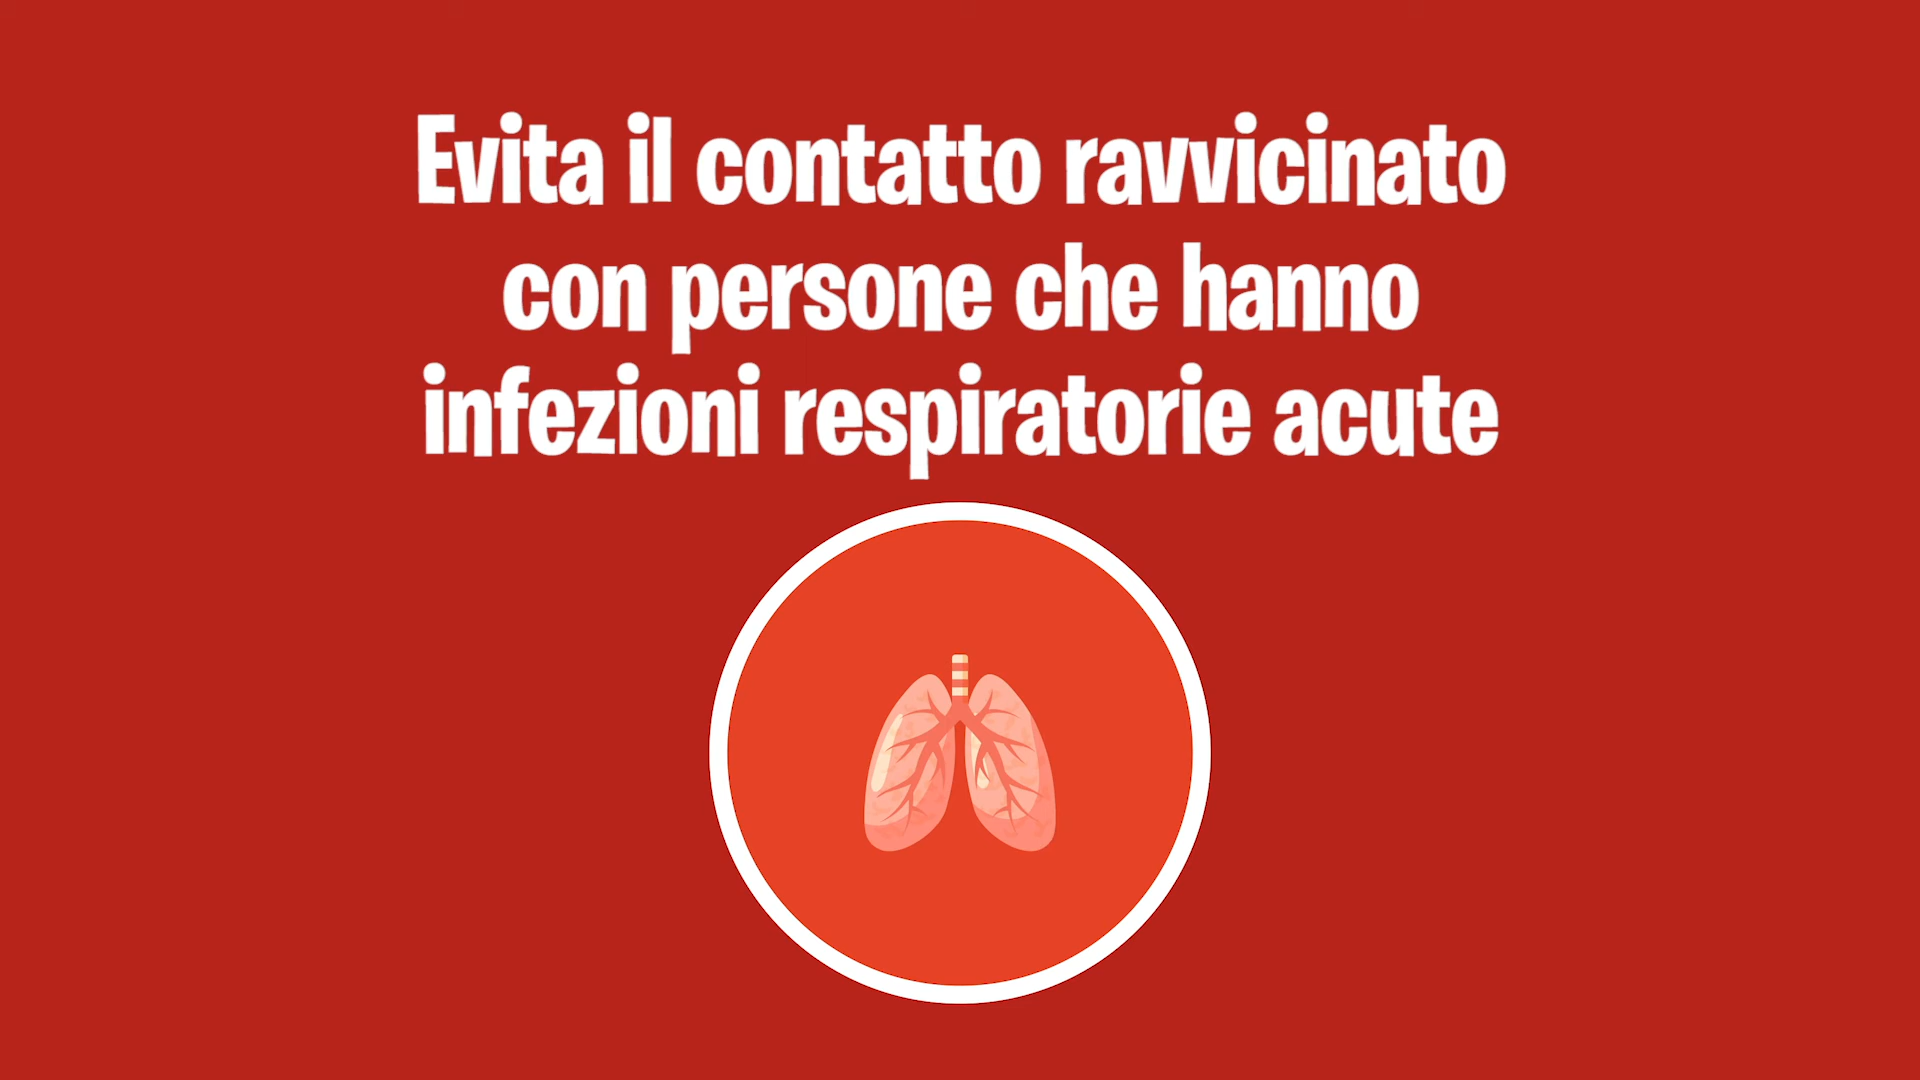 Evita il contatto ravvicinato
con persone che hanno
infezioni respiratorie acute